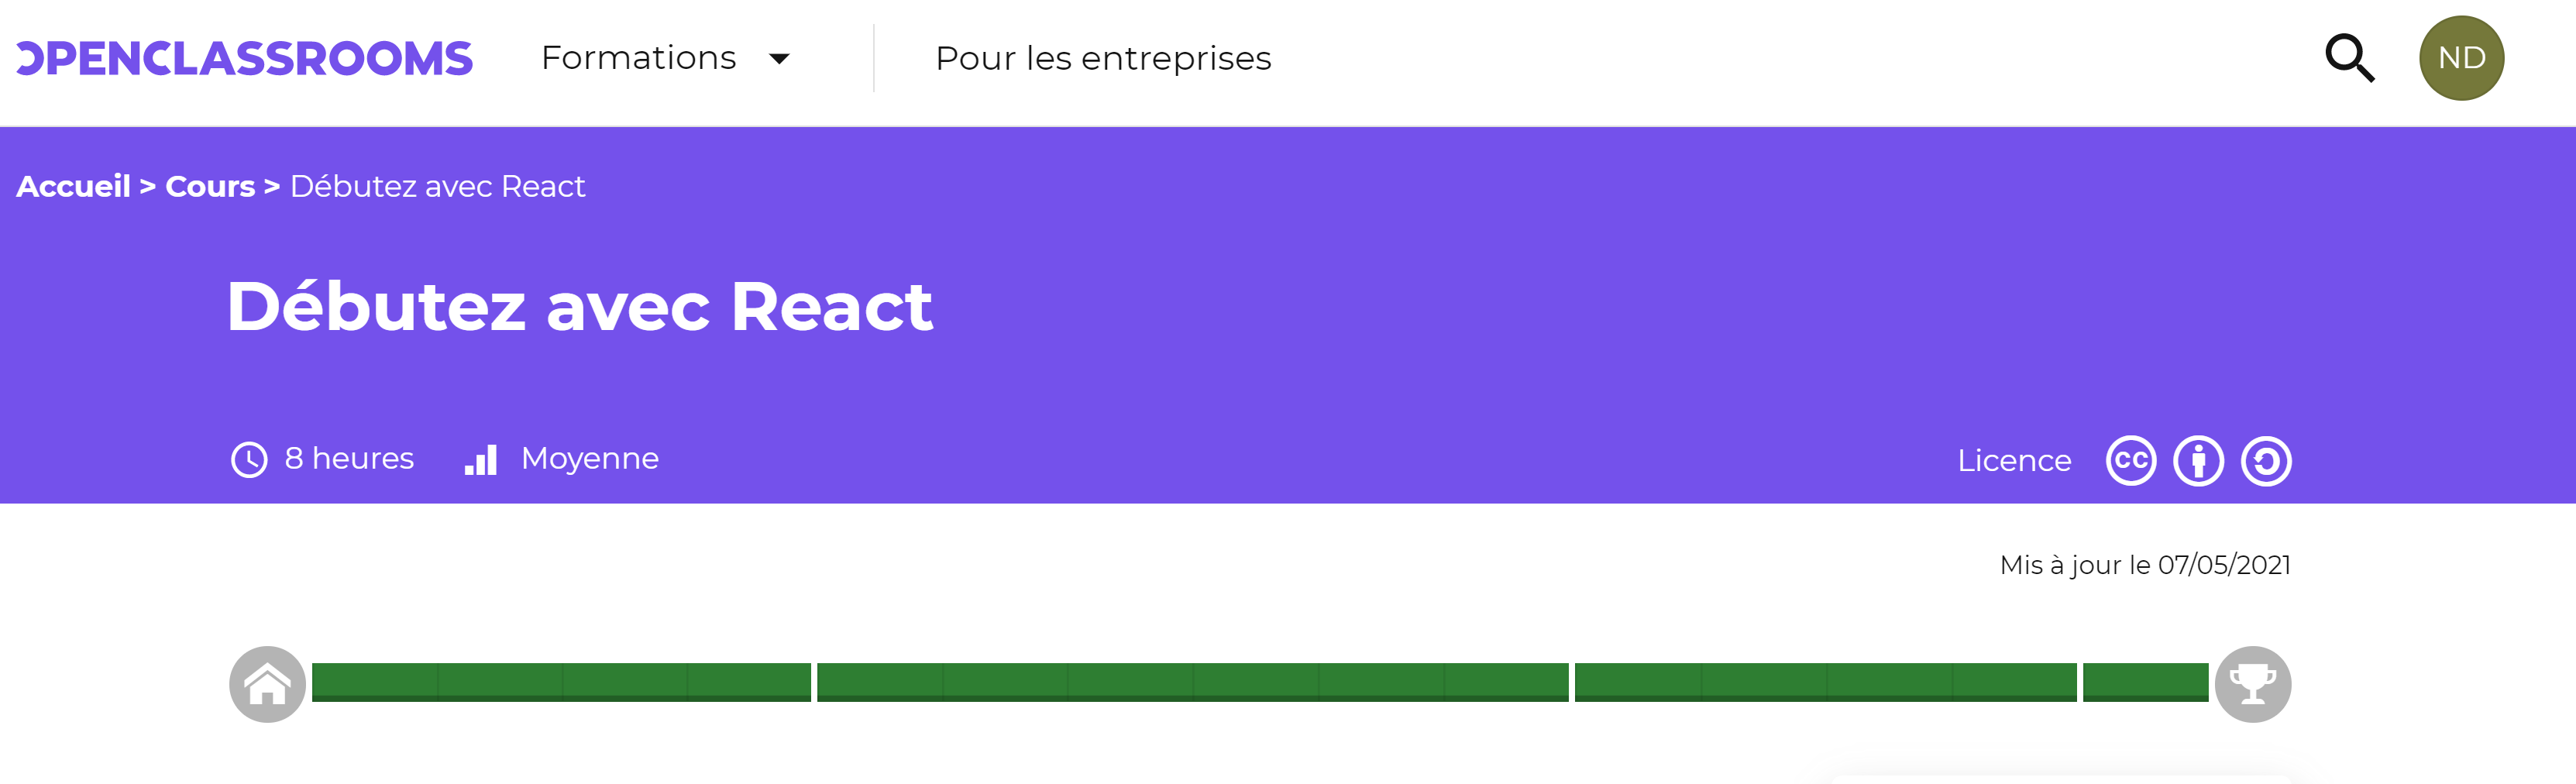 OPENCLASSROOMS Formations Pour les entreprises ND
Accueil > Cours > Débutez avec React
Débutez avec React
8 heures Moyenne Licence CC
Mis à jour le 07/05/2021